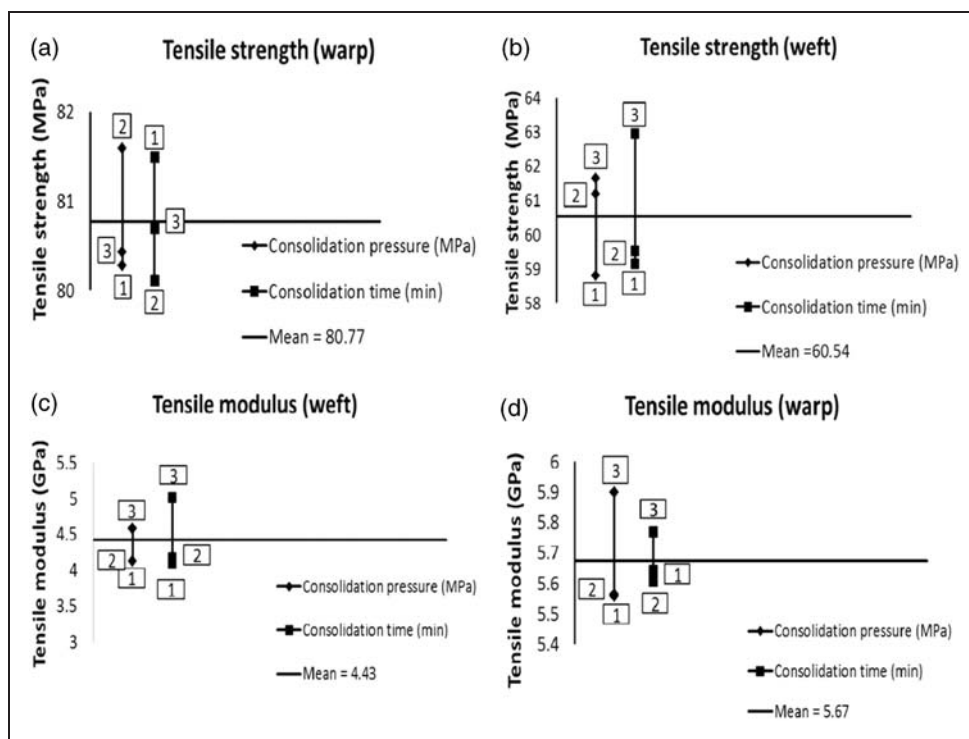 (a)
Tensile strength (warp)
Tensile strength (MPa)
82
81
80
2
1
3
3
1
2
Consolidation pressure (MPa)
Consolidation time (min)
Mean = 80.77
(b)
Tensile strength (weft)
Tensile strength (MPa)
64
63
62
61
60
59
58
3
3
2
2
1
1
Consolidation pressure (MPa)
Consolidation time (min)
Mean =60.54
(c)
Tensile modulus (weft)
Tensile modulus (GPa)
5.5
5
4.5
4
3.5
3
3
3
2
2
1
1
Consolidation pressure (MPa)
Consolidation time (min)
Mean = 4.43
(d)
Tensile modulus (warp)
Tensile modulus (GPa)
6
5.9
5.8
5.7
5.6
5.5
5.4
3
3
1
2
2
1
Consolidation pressure (MPa)
Consolidation time (min)
Mean = 5.67